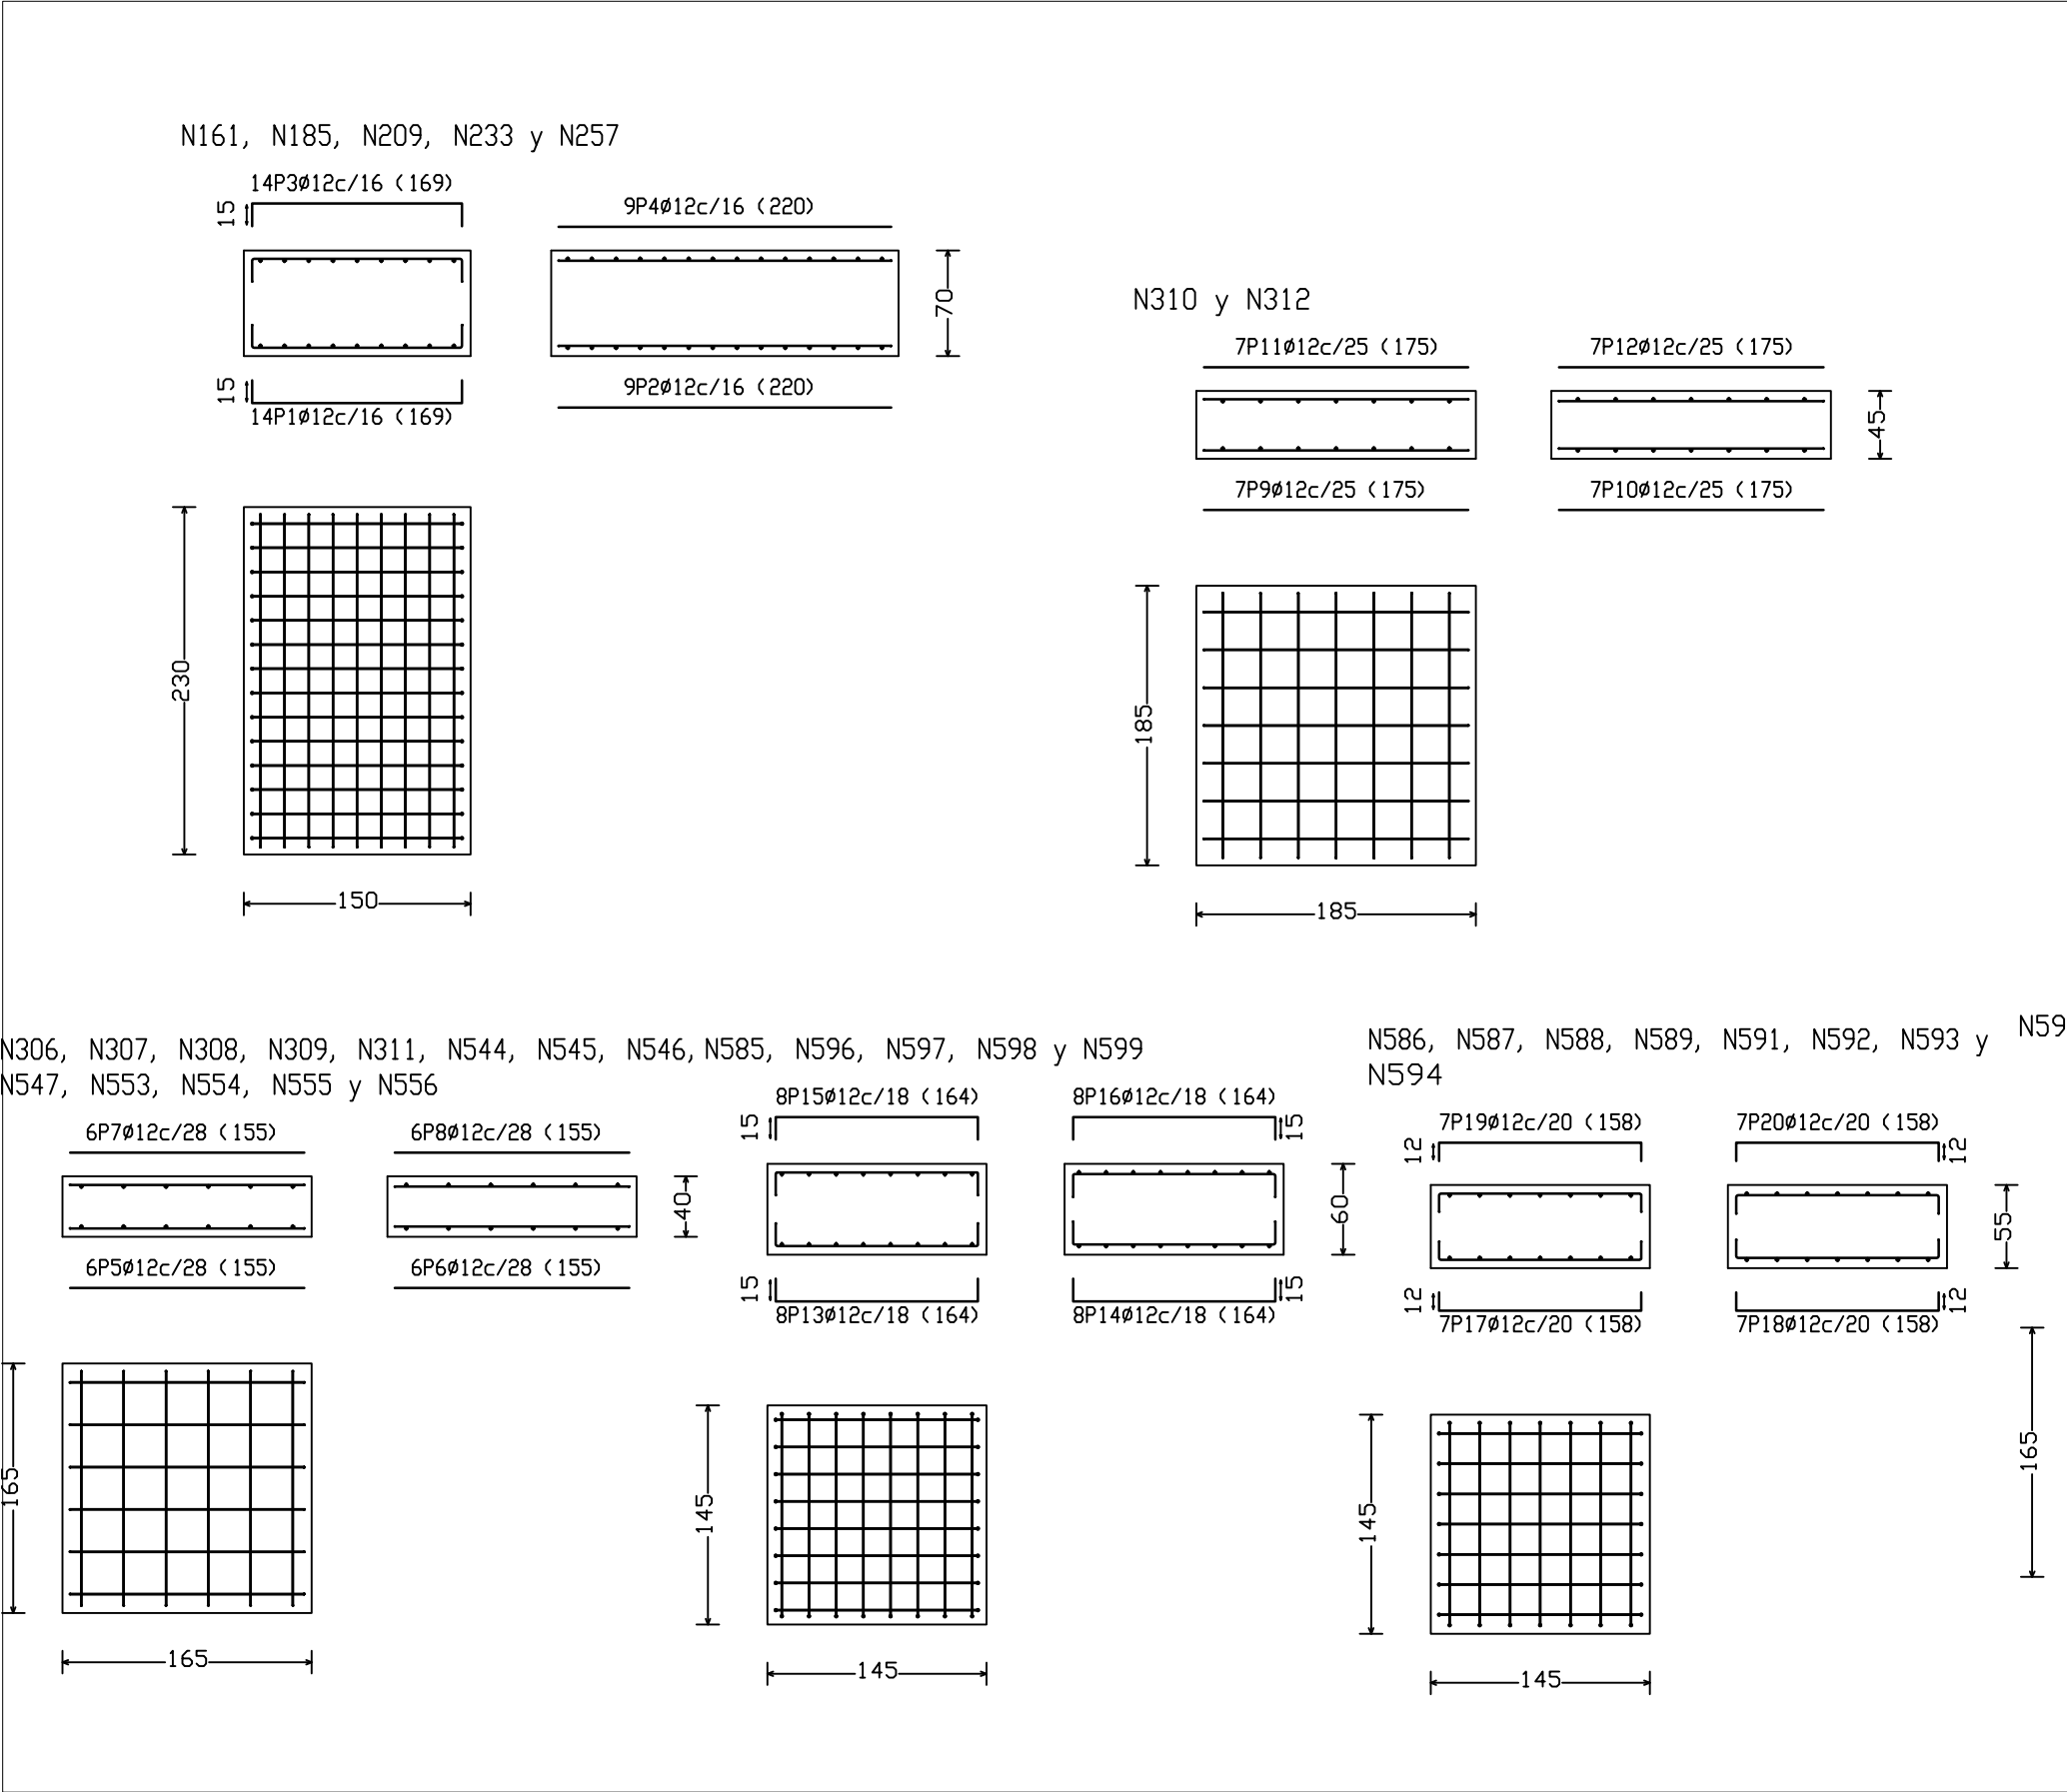 N161, N185, N209, N233 y N257
14P3ø12c/16 (169)
15
9P4ø12c/16 (220)
70
15
14P1ø12c/16 (169)
9P2ø12c/16 (220)
230
150
N310 y N312
7P11ø12c/25 (175)
7P12ø12c/25 (175)
45
7P9ø12c/25 (175)
7P10ø12c/25 (175)
185
185
N306, N307, N308, N309, N311, N544, N545, N546,
N547, N553, N554, N555 y N556
6P7ø12c/28 (155)
6P8ø12c/28 (155)
40
6P5ø12c/28 (155)
6P6ø12c/28 (155)
165
165
N585, N596, N597, N598 y N599
8P15ø12c/18 (164)
8P16ø12c/18 (164)
15
15
60
15
15
8P13ø12c/18 (164)
8P14ø12c/18 (164)
145
145
N586, N587, N588, N589, N591, N592, N593 y
N594
7P19ø12c/20 (158)
7P20ø12c/20 (158)
12
12
55
12
12
7P17ø12c/20 (158)
7P18ø12c/20 (158)
145
145
N59
165